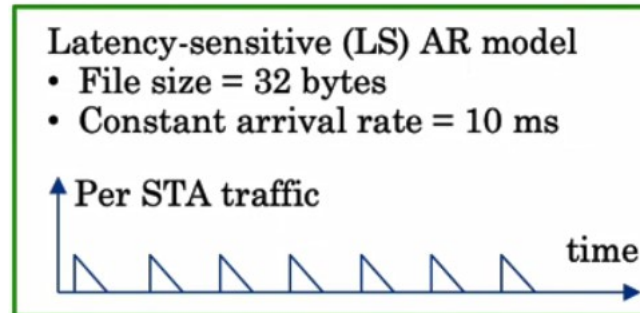 Latency-sensitive (LS) AR model
• File size = 32 bytes
• Constant arrival rate = 10 ms
Per STA traffic
time